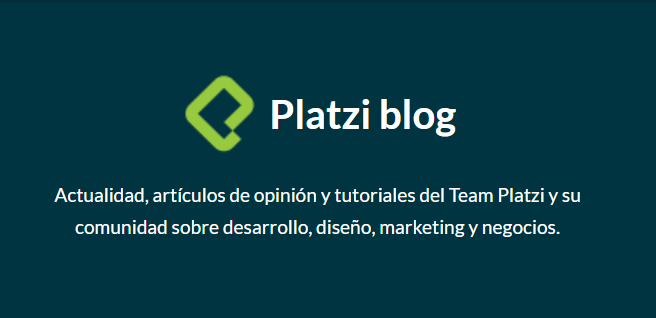 Platzi blog
Actualidad, artículos de opinión y tutoriales del Team Platzi y su
comunidad sobre desarrollo, diseño, marketing y negocios.